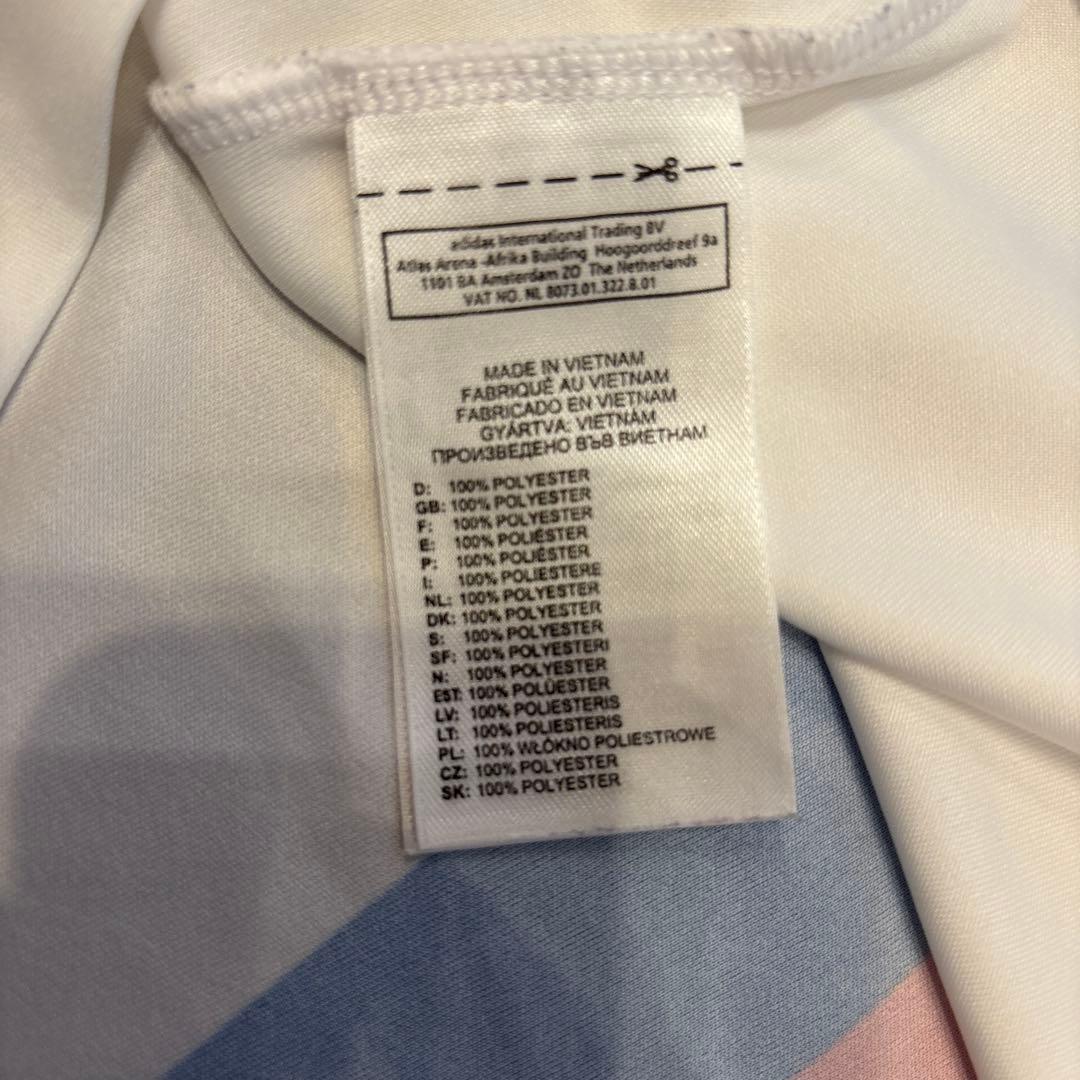 adidas International Trading BV
Atlas Arena -Afrika Building Hoogoorddreef 9a
1101 BA Amsterdam ZO The Netherlands
VAT NO. NL 8073.01.322.B.01
MADE IN VIETNAM
FABRIQUÉ AU VIETNAM
FABRICADO EN VIETNAM
GYÁRTVA: VIETNÁM
ПРОИЗВЕДЕНО ВЪВ ВИЕТНАМ
D: 100% POLYESTER
GB: 100% POLYESTER
F: 100% POLYESTER
E: 100% POLIÉSTER
P: 100% POLIÉSTER
I: 100% POLIESTERE
NL: 100% POLYESTER
DK: 100% POLYESTER
S: 100% POLYESTER
SF: 100% POLYESTERI
N: 100% POLYESTER
EST: 100% POLÜESTER
LV: 100% POLIESTERIS
LT: 100% POLIESTERIS
PL: 100% WŁÓKNO POLIESTROWE
CZ: 100% POLYESTER
SK: 100% POLYESTER